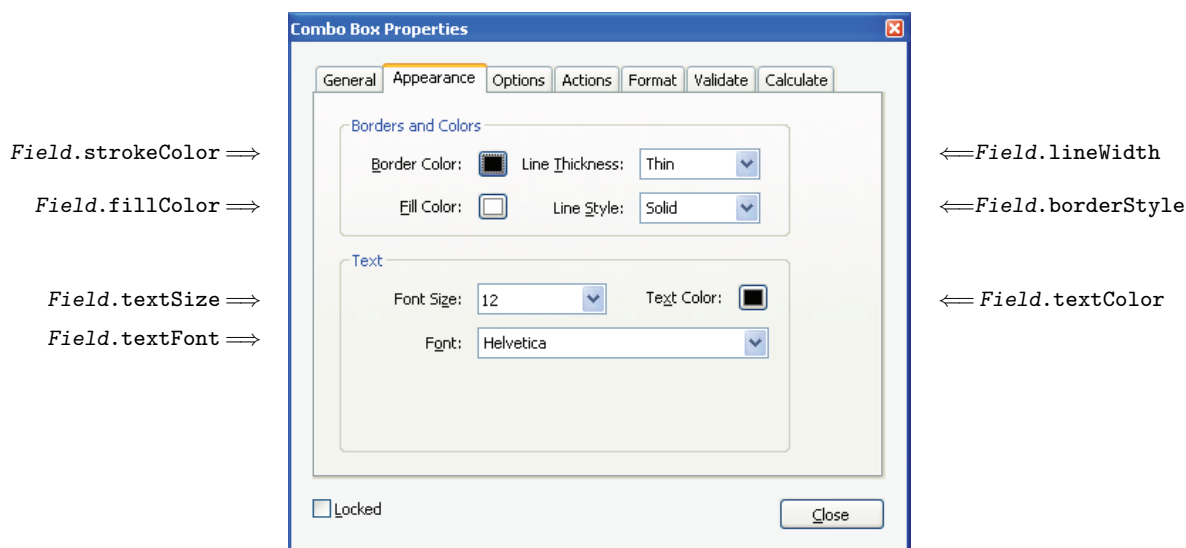 Combo Box Properties
General Appearance Options Actions Format Validate Calculate
Borders and Colors
Field.strokeColor⟹ Border Color: Line Thickness: Thin ⟸Field.lineWidth
Field.fillColor⟹ Fill Color: Line Style: Solid ⟸Field.borderStyle
Text
Field.textSize⟹ Font Size: 12 Text Color: ⟸Field.textColor
Field.textFont⟹ Font: Helvetica
Locked Close